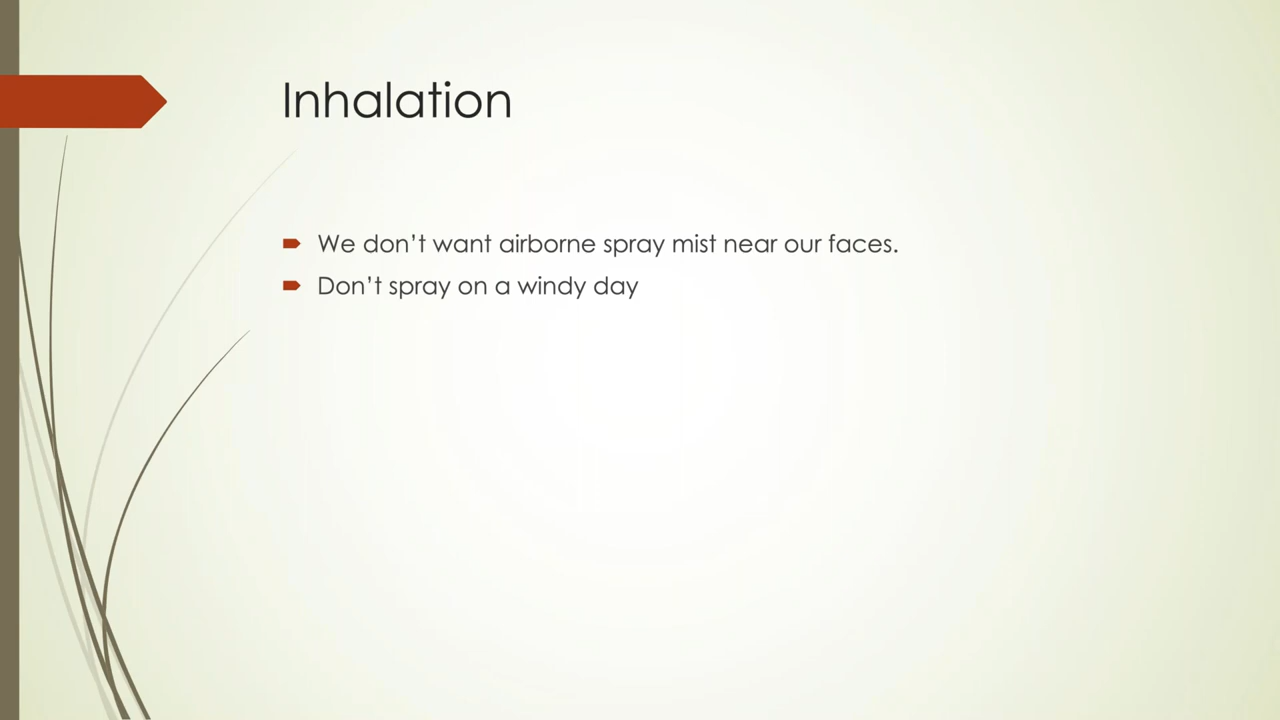 Inhalation
We don’t want airborne spray mist near our faces.
Don’t spray on a windy day